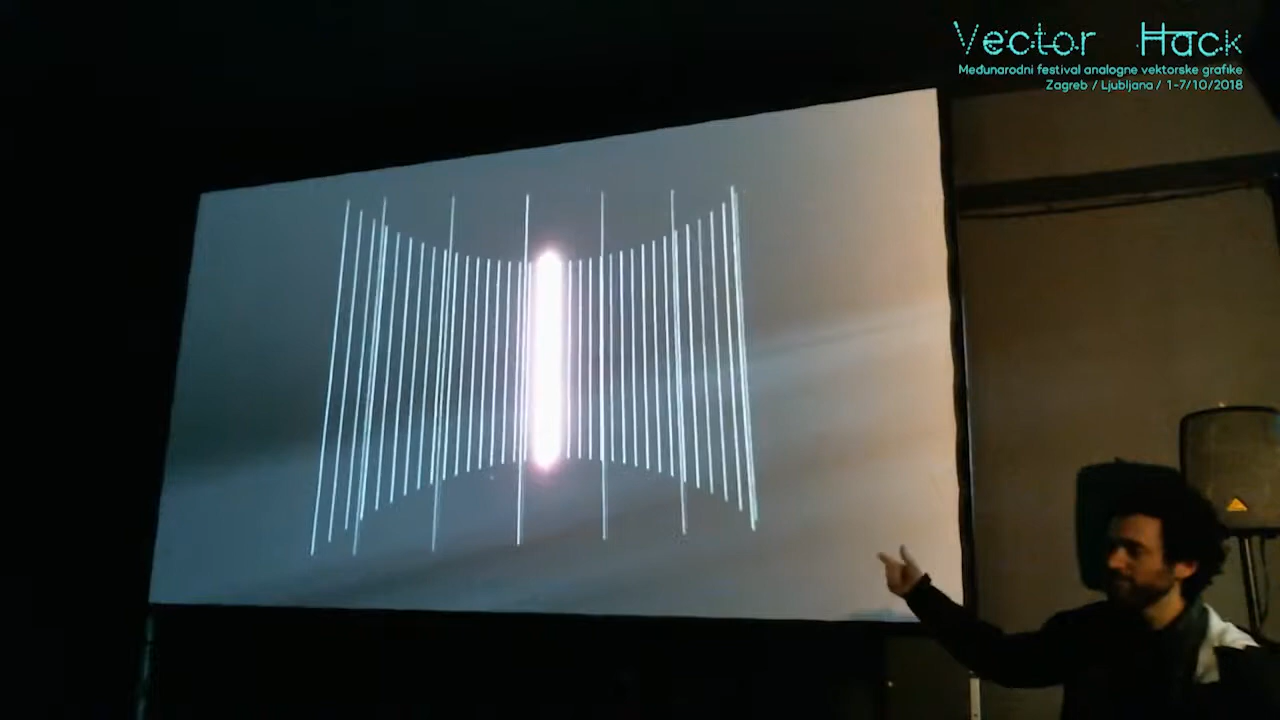 Vector Hack
Međunarodni festival analogne vektorske grafike
Zagreb / Ljubljana / 1-7/10/2018